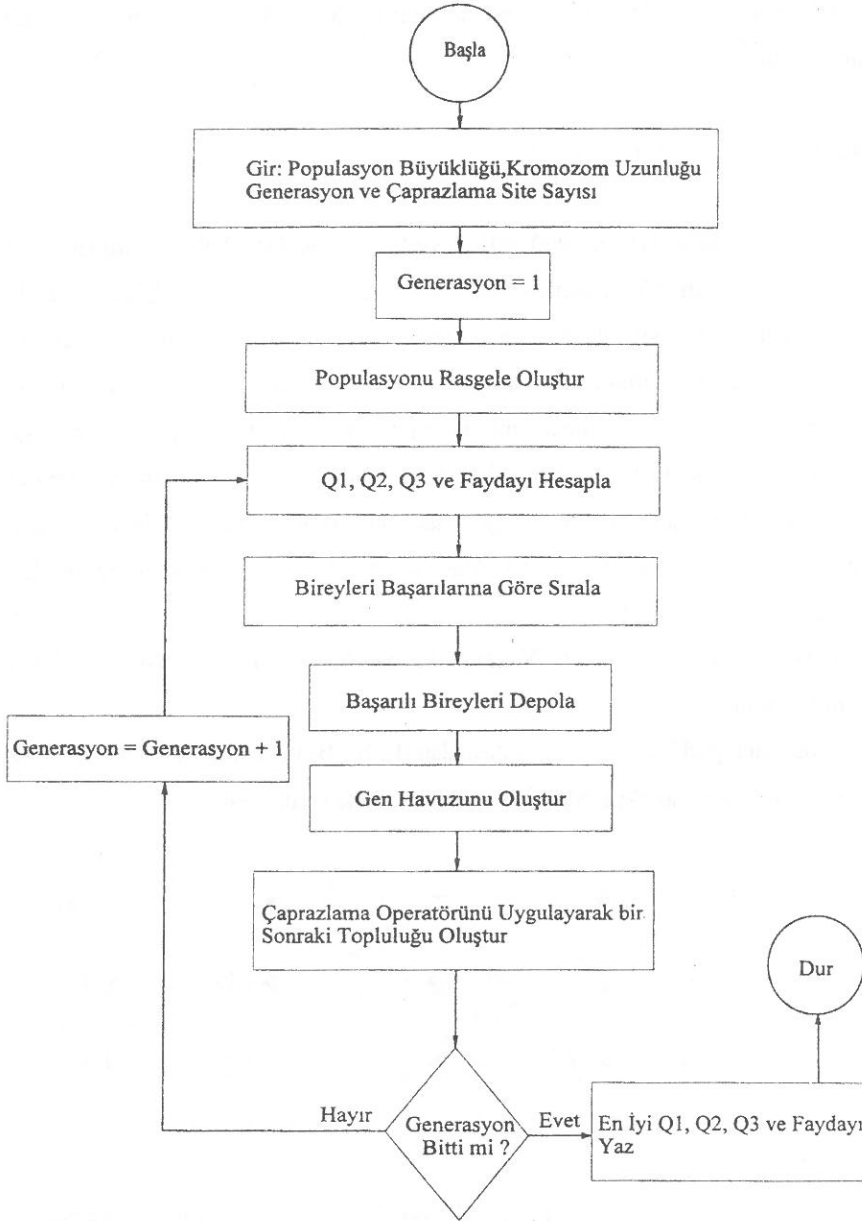 Başla
Gir: Populasyon Büyüklüğü,Kromozom Uzunluğu
Generasyon ve Çaprazlama Site Sayısı
Generasyon = 1
Populasyonu Rasgele Oluştur
Q1, Q2, Q3 ve Faydayı Hesapla
Bireyleri Başarılarına Göre Sırala
Başarılı Bireyleri Depola
Generasyon = Generasyon + 1
Gen Havuzunu Oluştur
Çaprazlama Operatörünü Uygulayarak bir
Sonraki Topluluğu Oluştur
Dur
Hayır
Generasyon
Bitti mi ?
Evet
En İyi Q1, Q2, Q3 ve Faydayı
Yaz